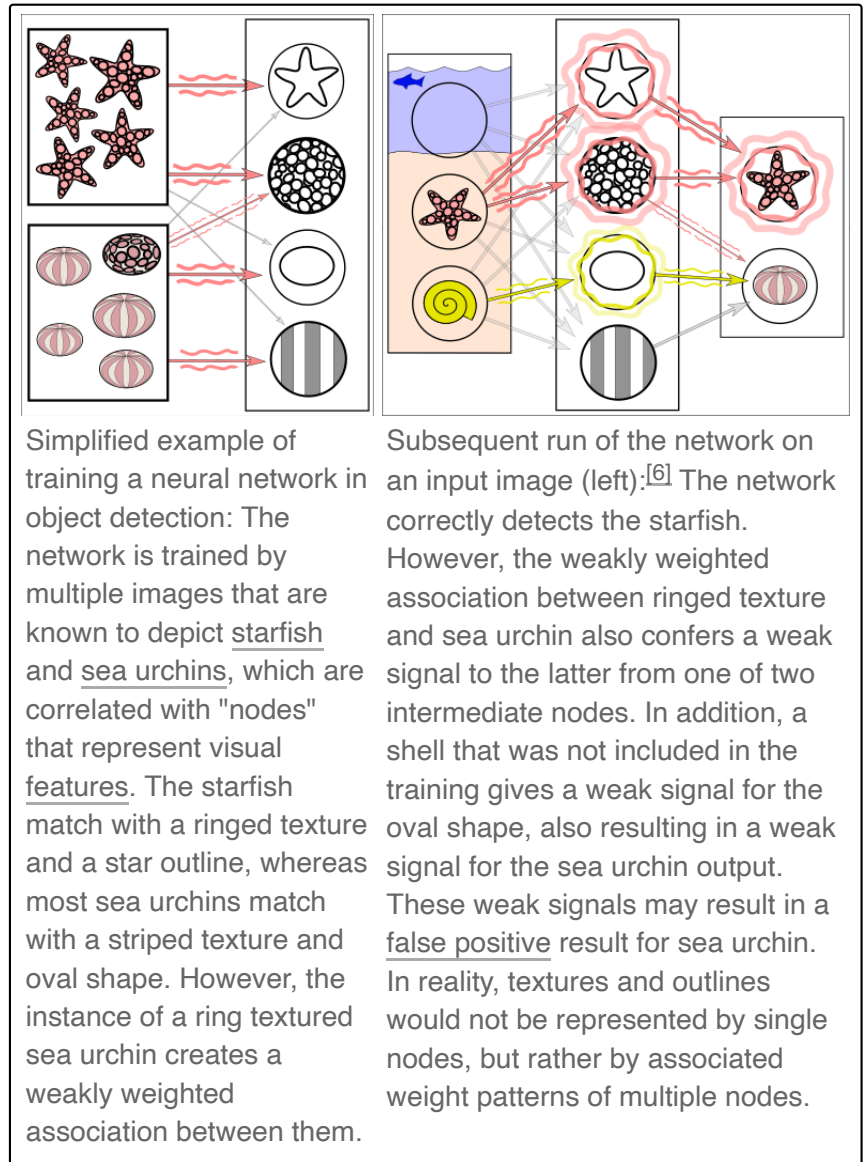 Simplified example of
training a neural network in
object detection: The
network is trained by
multiple images that are
known to depict starfish
and sea urchins, which are
correlated with "nodes"
that represent visual
features. The starfish
match with a ringed texture
and a star outline, whereas
most sea urchins match
with a striped texture and
oval shape. However, the
instance of a ring textured
sea urchin creates a
weakly weighted
association between them.
Subsequent run of the network on
an input image (left):[6] The network
correctly detects the starfish.
However, the weakly weighted
association between ringed texture
and sea urchin also confers a weak
signal to the latter from one of two
intermediate nodes. In addition, a
shell that was not included in the
training gives a weak signal for the
oval shape, also resulting in a weak
signal for the sea urchin output.
These weak signals may result in a
false positive result for sea urchin.
In reality, textures and outlines
would not be represented by single
nodes, but rather by associated
weight patterns of multiple nodes.